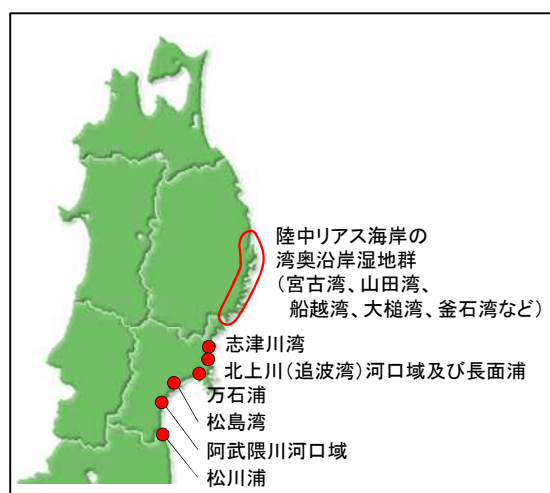 陸中リアス海岸の
湾奥沿岸湿地群
（宮古湾、山田湾、
船越湾、大槌湾、釜石湾など）
志津川湾
北上川（追波湾）河口域及び長面浦
万石浦
松島湾
阿武隈川河口域
松川浦